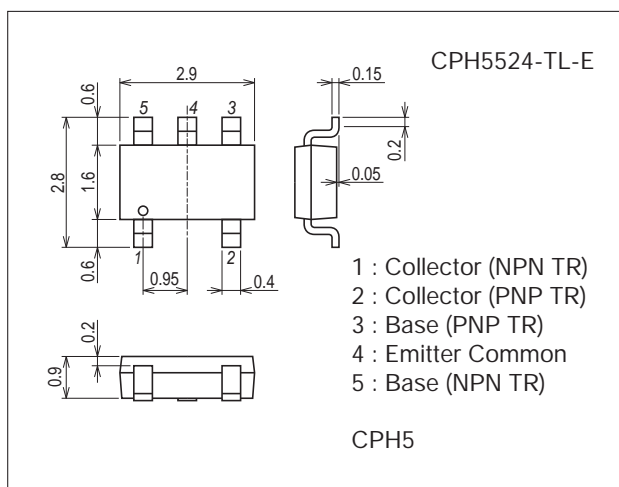 CPH5524-TL-E
2.9
0.15
0.6
5
4
3
0.2
2.8
1.6
0.05
0.6
1
2
0.95
0.4
1 : Collector (NPN TR)
2 : Collector (PNP TR)
3 : Base (PNP TR)
4 : Emitter Common
5 : Base (NPN TR)
0.2
0.9
CPH5